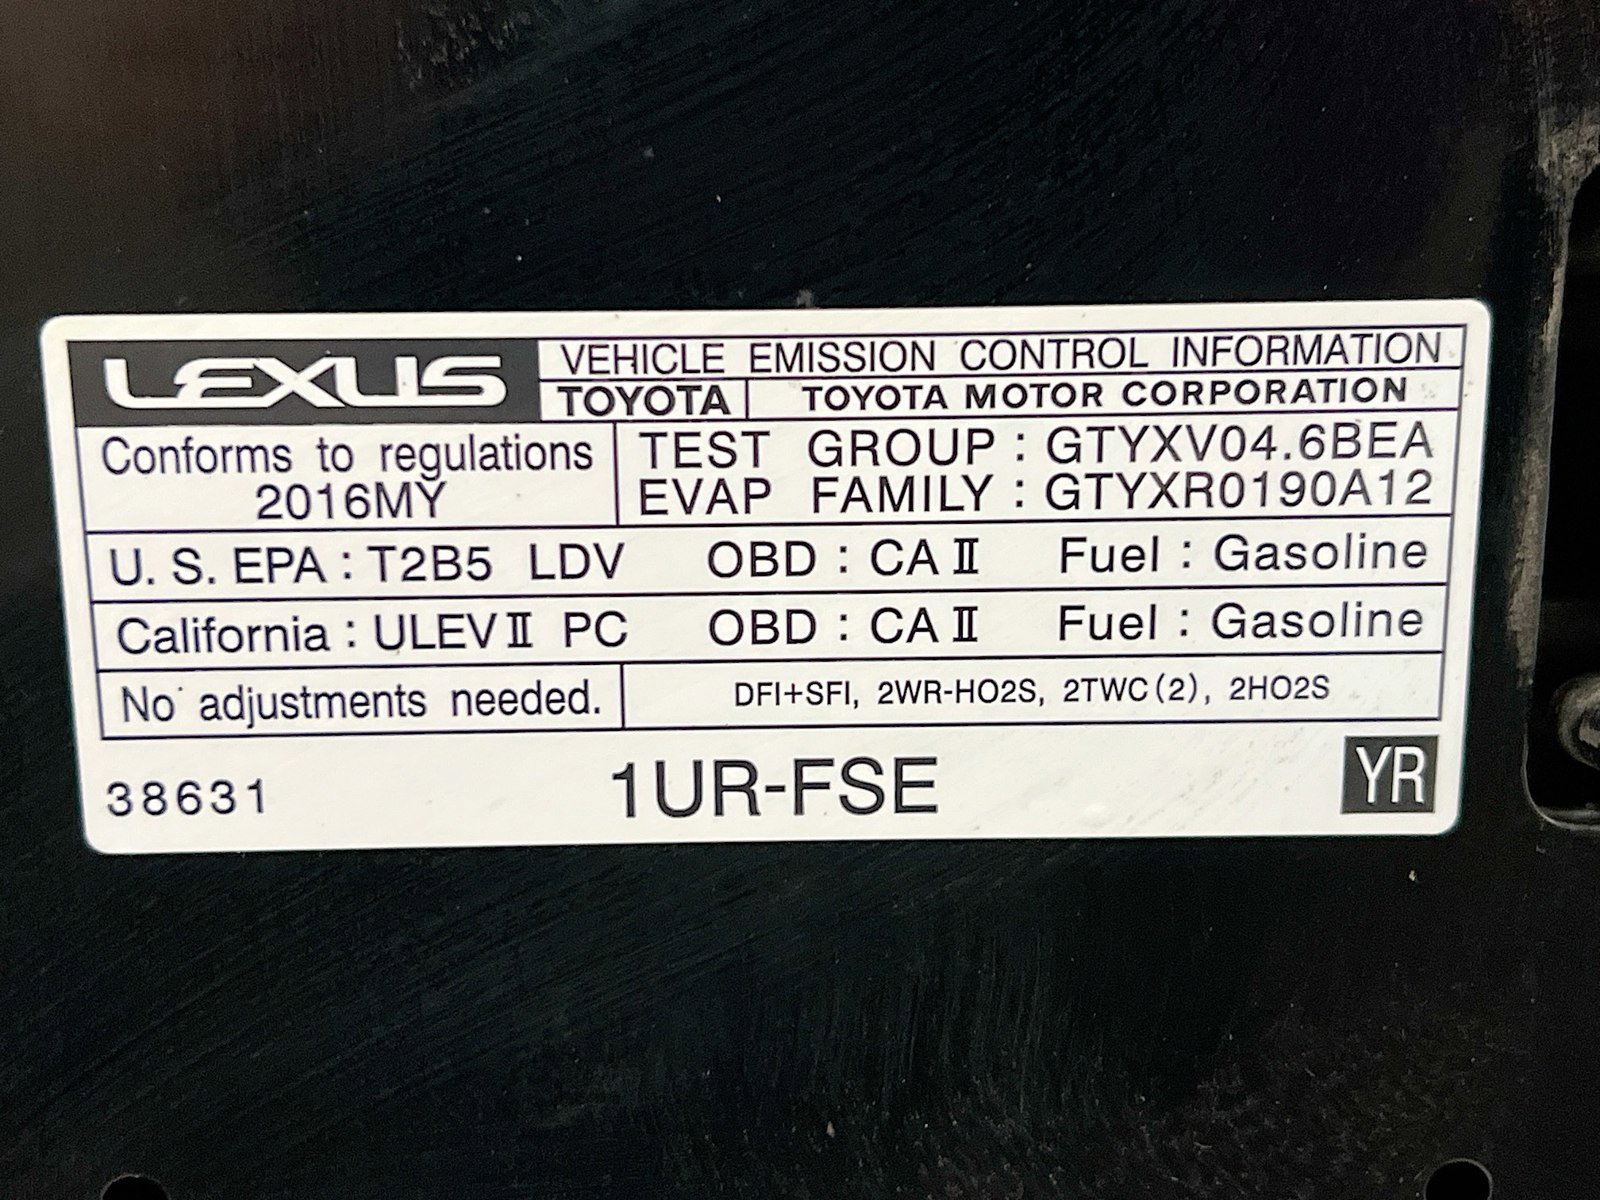 LEXUS
VEHICLE EMISSION CONTROL INFORMATION
TOYOTA TOYOTA MOTOR CORPORATION
Conforms to regulations
2016MY
TEST GROUP : GTYXV04.6BEA
EVAP FAMILY : GTYXR0190A12
U. S. EPA : T2B5 LDV OBD : CA II Fuel : Gasoline
California : ULEV II PC OBD : CA II Fuel : Gasoline
No adjustments needed. DFI+SFI, 2WR-HO2S, 2TWC(2), 2HO2S
38631 1UR-FSE YR